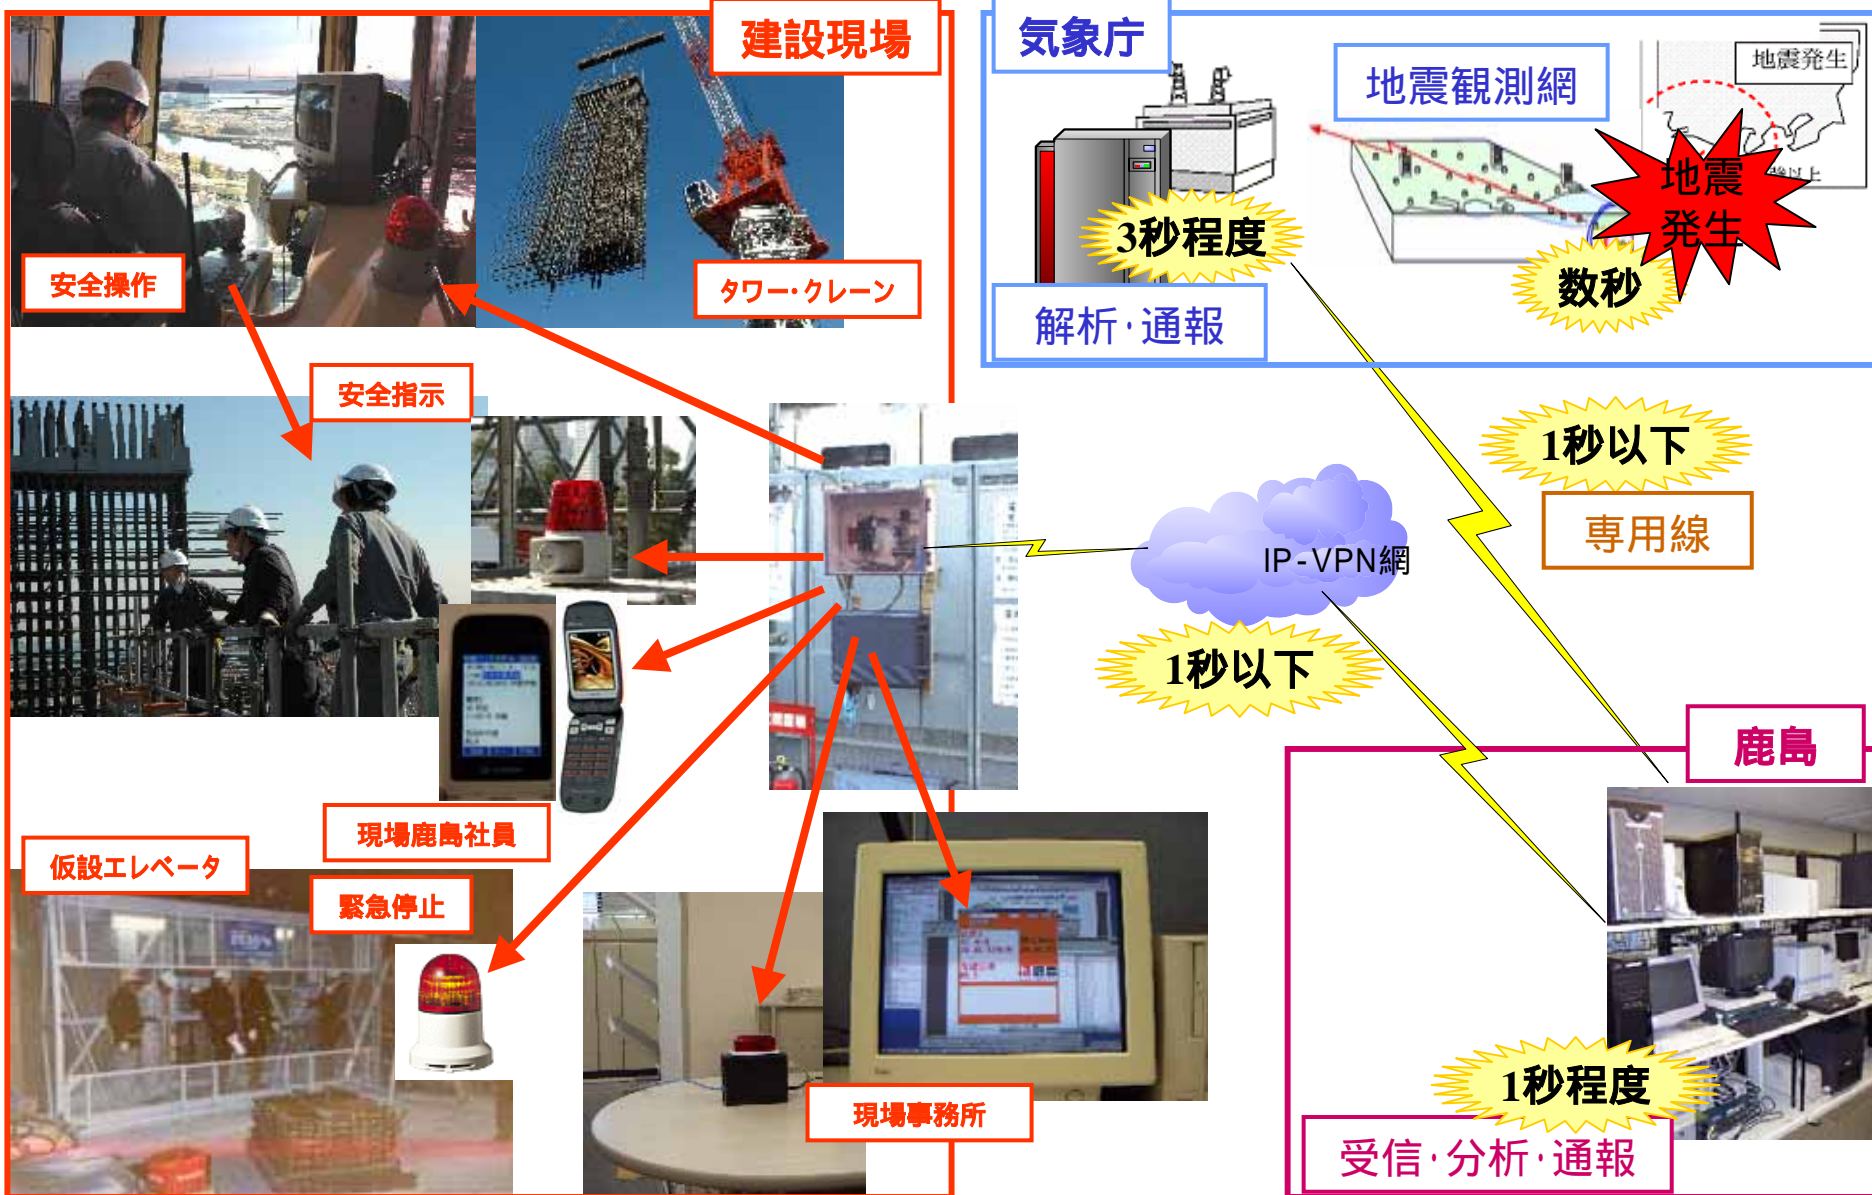 建設現場
安全操作
タワー・クレーン
安全指示
現場鹿島社員
仮設エレベータ
緊急停止
現場事務所
気象庁
地震観測網
地震発生
地震
発生
3秒程度
数秒
解析・通報
1秒以下
専用線
IP-VPN網
1秒以下
鹿島
1秒程度
受信・分析・通報